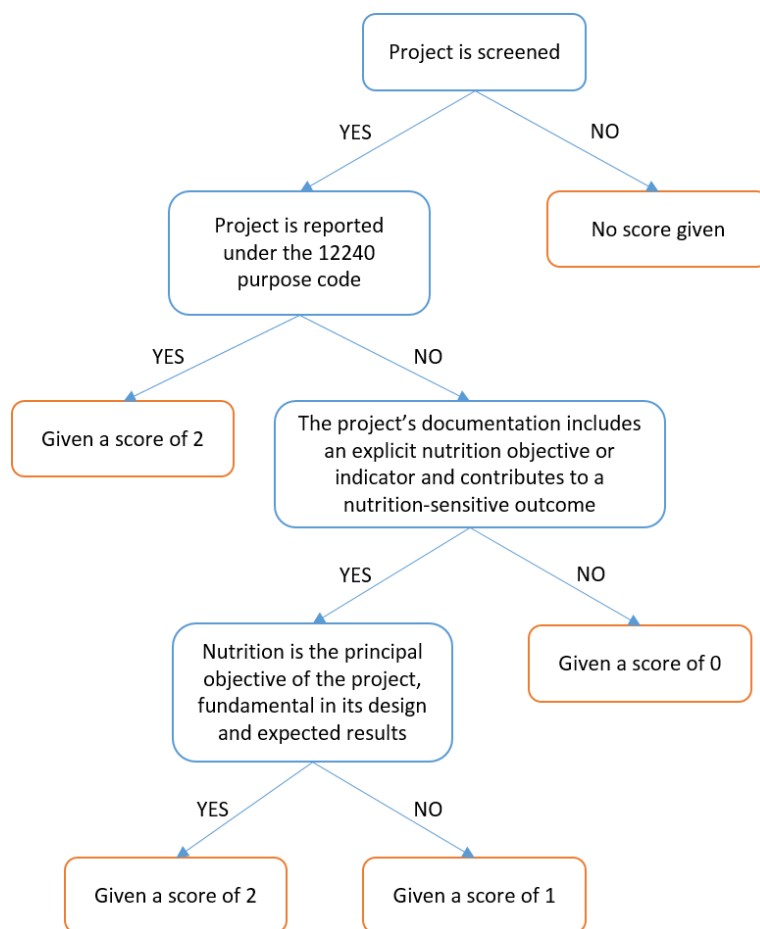 Project is screened
YES
NO
Project is reported
under the 12240
purpose code
No score given
YES
NO
Given a score of 2
The project’s documentation includes
an explicit nutrition objective or
indicator and contributes to a
nutrition-sensitive outcome
YES
NO
Nutrition is the principal
objective of the project,
fundamental in its design
and expected results
Given a score of 0
YES
NO
Given a score of 2
Given a score of 1